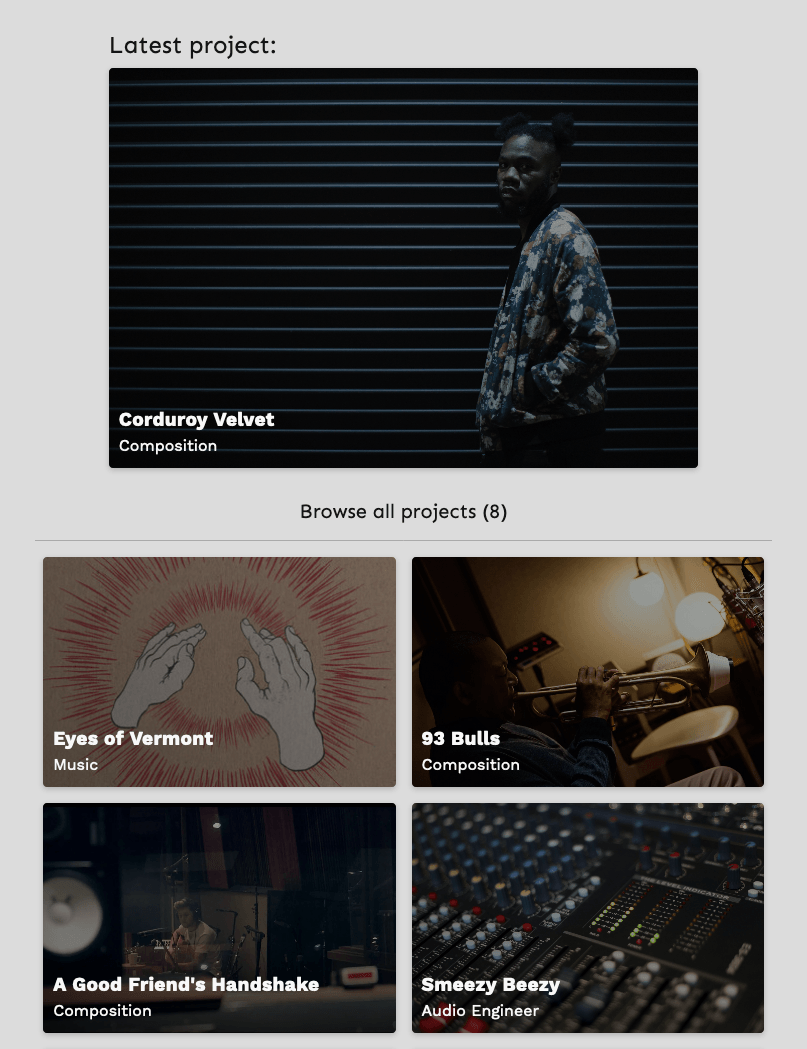 Latest project:
Corduroy Velvet
Composition
Browse all projects (8)
Eyes of Vermont
Music
93 Bulls
Composition
A Good Friend's Handshake
Composition
Smeezy Beezy
Audio Engineer